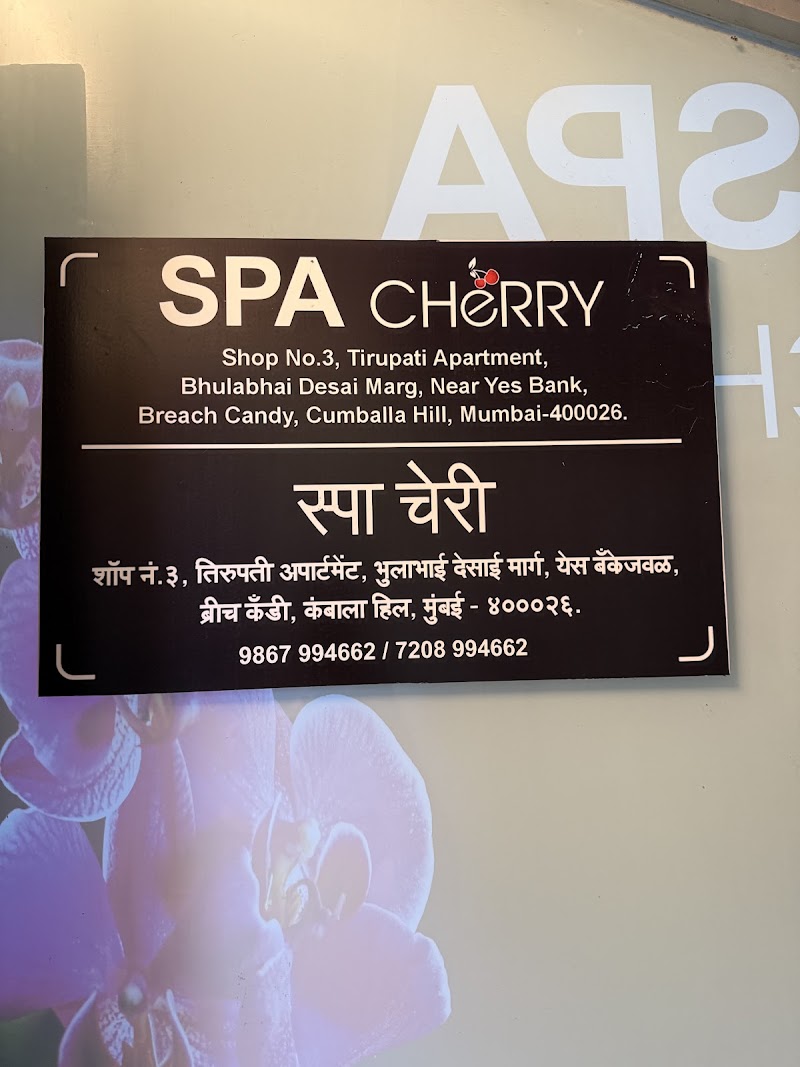 SPA
SPA CHeRRY
Shop No.3, Tirupati Apartment,
Bhulabhai Desai Marg, Near Yes Bank,
Breach Candy, Cumballa Hill, Mumbai-400026.
स्पा चेरी
शॉप नं.३, तिरुपती अपार्टमेंट, भुलाभाई देसाई मार्ग, येस बँकेजवळ,
ब्रीच कँडी, कंबाला हिल, मुंबई - ४०००२६.
9867 994662 / 7208 994662